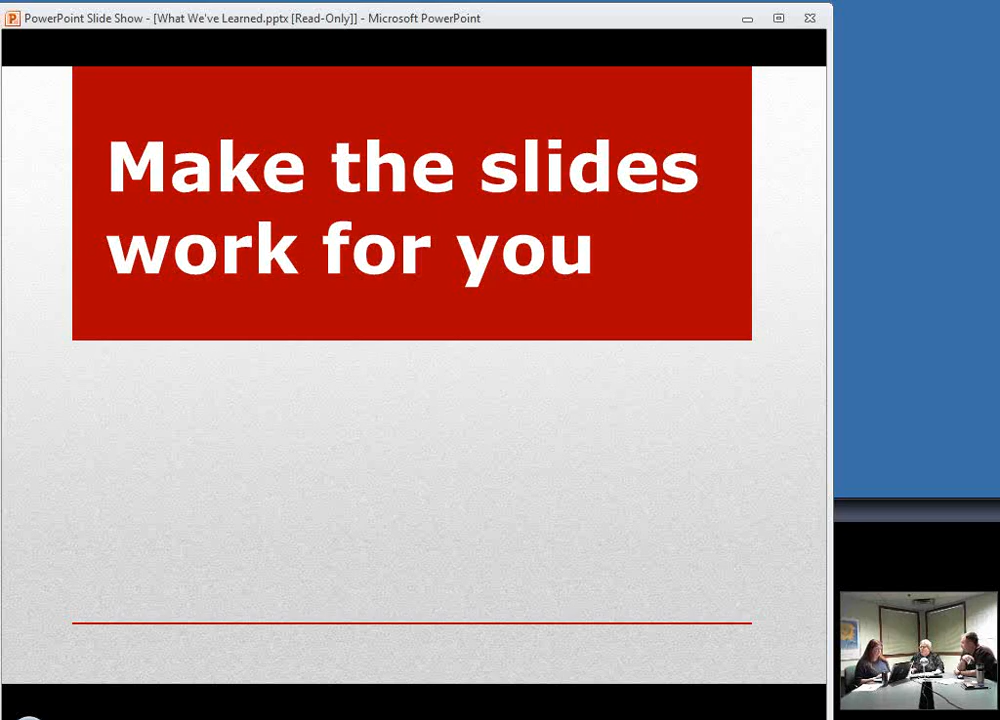 PowerPoint Slide Show - [What We've Learned.pptx [Read-Only]] - Microsoft PowerPoint
Make the slides
work for you